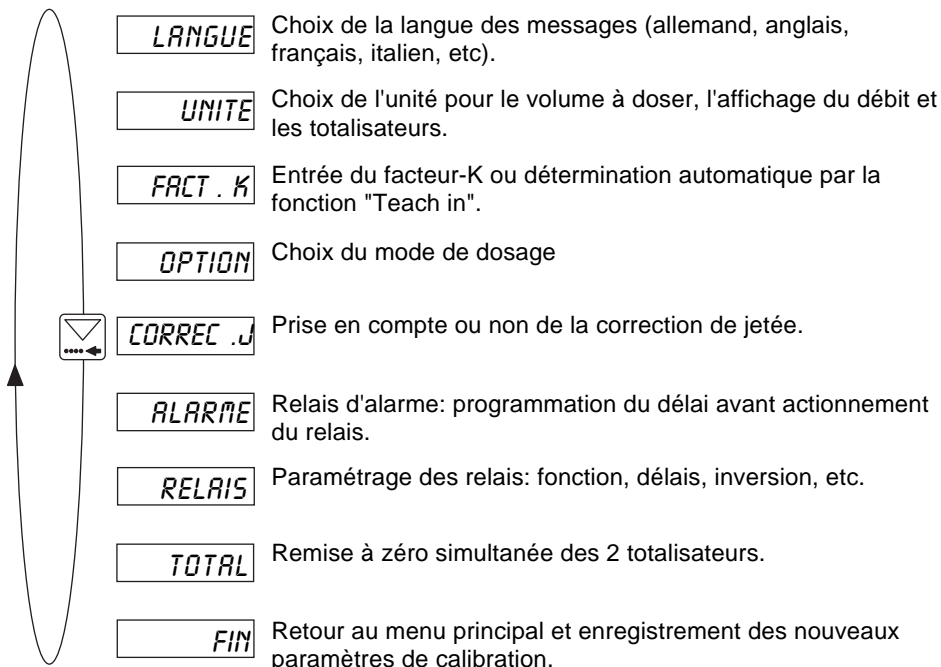 LANGUE
Choix de la langue des messages (allemand, anglais,
français, italien, etc).
UNITE
Choix de l'unité pour le volume à doser, l'affichage du débit et
les totalisateurs.
FACT . K
Entrée du facteur-K ou détermination automatique par la
fonction "Teach in".
OPTION
Choix du mode de dosage
CORREC .J
Prise en compte ou non de la correction de jetée.
ALARME
Relais d'alarme: programmation du délai avant actionnement
du relais.
RELAIS
Paramétrage des relais: fonction, délais, inversion, etc.
TOTAL
Remise à zéro simultanée des 2 totalisateurs.
FIN
Retour au menu principal et enregistrement des nouveaux
paramètres de calibration.